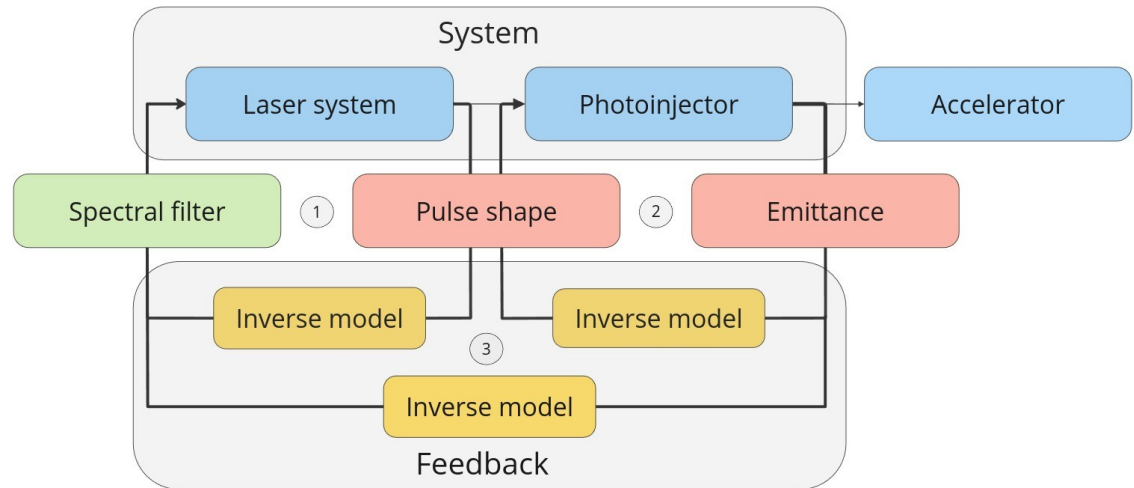 System
Laser system
Photoinjector
Accelerator
Spectral filter
1
Pulse shape
2
Emittance
Inverse model
Inverse model
3
Inverse model
Feedback